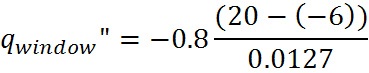 q_window" = −0.8 (20 − (−6)) / 0.0127